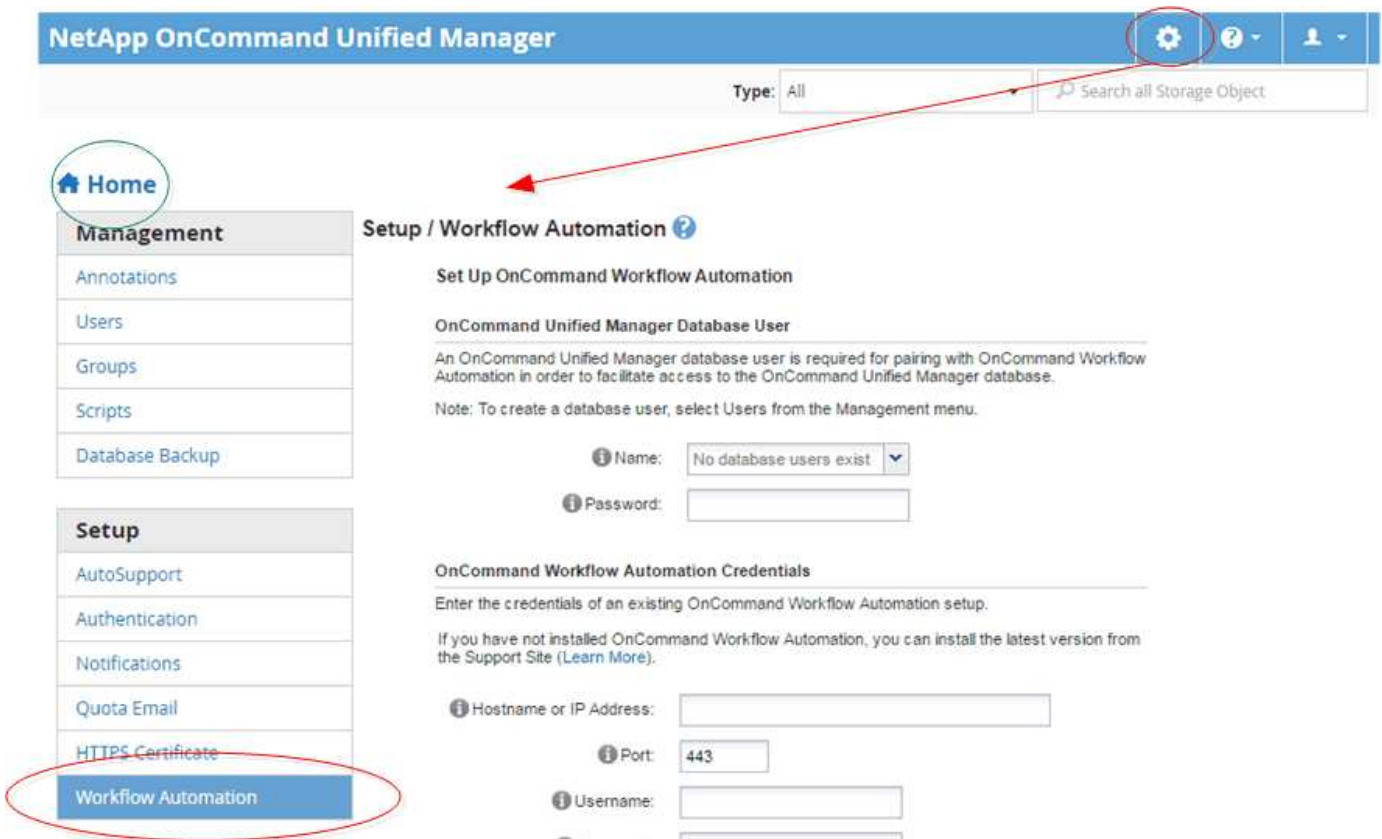 NetApp OnCommand Unified Manager
Type: All
Search all Storage Object
Home
Management
Annotations
Users
Groups
Scripts
Database Backup
Setup
AutoSupport
Authentication
Notifications
Quota Email
HTTPS Certificate
Workflow Automation
Setup / Workflow Automation
Set Up OnCommand Workflow Automation
OnCommand Unified Manager Database User
An OnCommand Unified Manager database user is required for pairing with OnCommand Workflow
Automation in order to facilitate access to the OnCommand Unified Manager database.
Note: To create a database user, select Users from the Management menu.
Name: No database users exist
Password:
OnCommand Workflow Automation Credentials
Enter the credentials of an existing OnCommand Workflow Automation setup.
If you have not installed OnCommand Workflow Automation, you can install the latest version from
the Support Site (Learn More).
Hostname or IP Address:
Port: 443
Username: